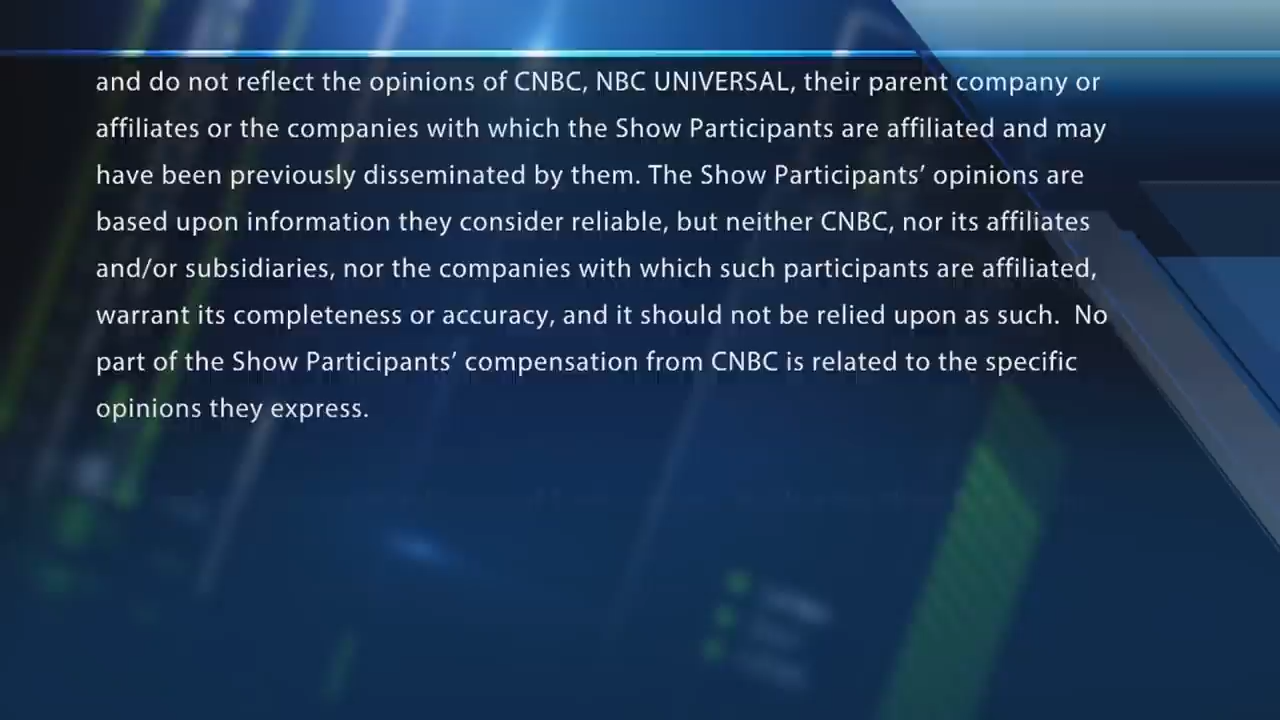 and do not reflect the opinions of CNBC, NBC UNIVERSAL, their parent company or
affiliates or the companies with which the Show Participants are affiliated and may
have been previously disseminated by them. The Show Participants’ opinions are
based upon information they consider reliable, but neither CNBC, nor its affiliates
and/or subsidiaries, nor the companies with which such participants are affiliated,
warrant its completeness or accuracy, and it should not be relied upon as such.  No
part of the Show Participants’ compensation from CNBC is related to the specific
opinions they express.